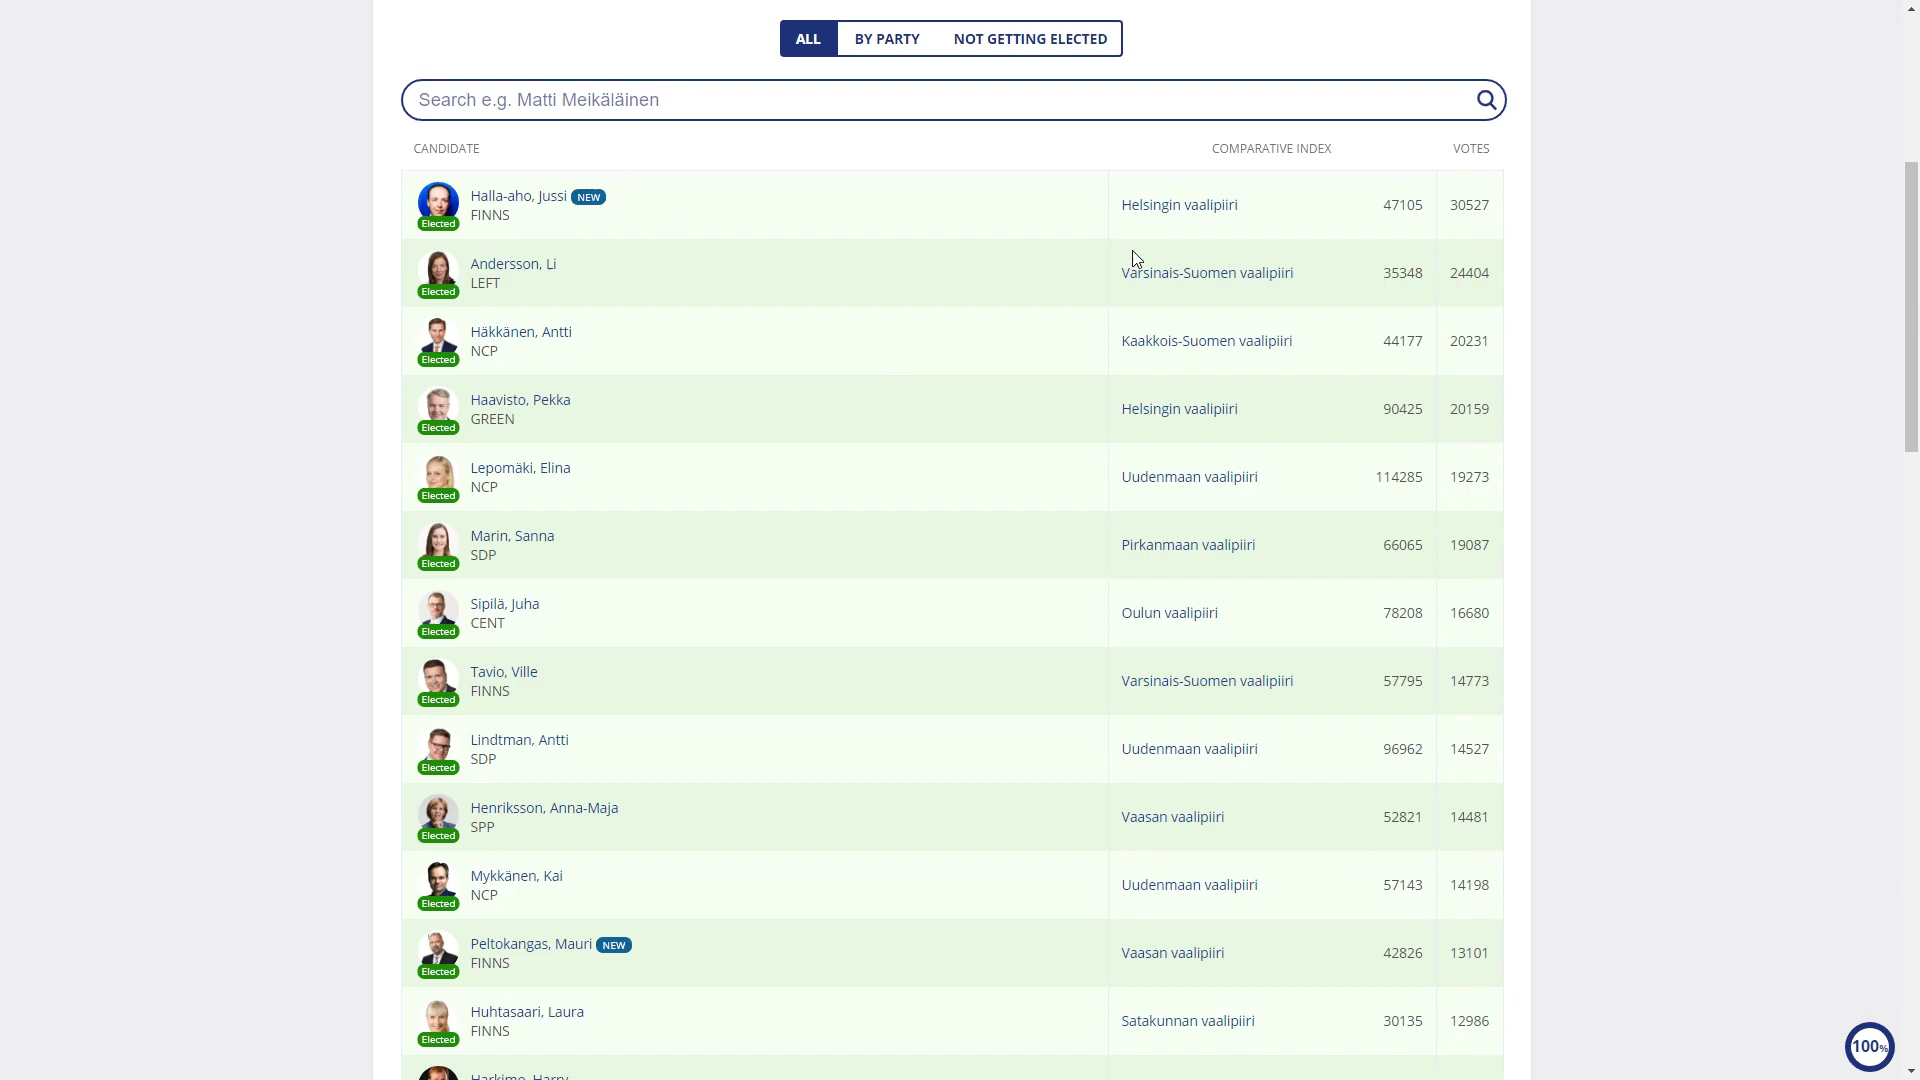 ALL BY PARTY NOT GETTING ELECTED
Search e.g. Matti Meikäläinen
CANDIDATE COMPARATIVE INDEX VOTES
Halla-aho, Jussi NEW
FINNS
Elected
Helsingin vaalipiiri 47105 30527
Andersson, Li
LEFT
Elected
Varsinais-Suomen vaalipiiri 35348 24404
Häkkänen, Antti
NCP
Elected
Kaakkois-Suomen vaalipiiri 44177 20231
Haavisto, Pekka
GREEN
Elected
Helsingin vaalipiiri 90425 20159
Lepomäki, Elina
NCP
Elected
Uudenmaan vaalipiiri 114285 19273
Marin, Sanna
SDP
Elected
Pirkanmaan vaalipiiri 66065 19087
Sipilä, Juha
CENT
Elected
Oulun vaalipiiri 78208 16680
Tavio, Ville
FINNS
Elected
Varsinais-Suomen vaalipiiri 57795 14773
Lindtman, Antti
SDP
Elected
Uudenmaan vaalipiiri 96962 14527
Henriksson, Anna-Maja
SPP
Elected
Vaasan vaalipiiri 52821 14481
Mykkänen, Kai
NCP
Elected
Uudenmaan vaalipiiri 57143 14198
Peltokangas, Mauri NEW
FINNS
Elected
Vaasan vaalipiiri 42826 13101
Huhtasaari, Laura
FINNS
Elected
Satakunnan vaalipiiri 30135 12986
Harkimo, Harry
100%